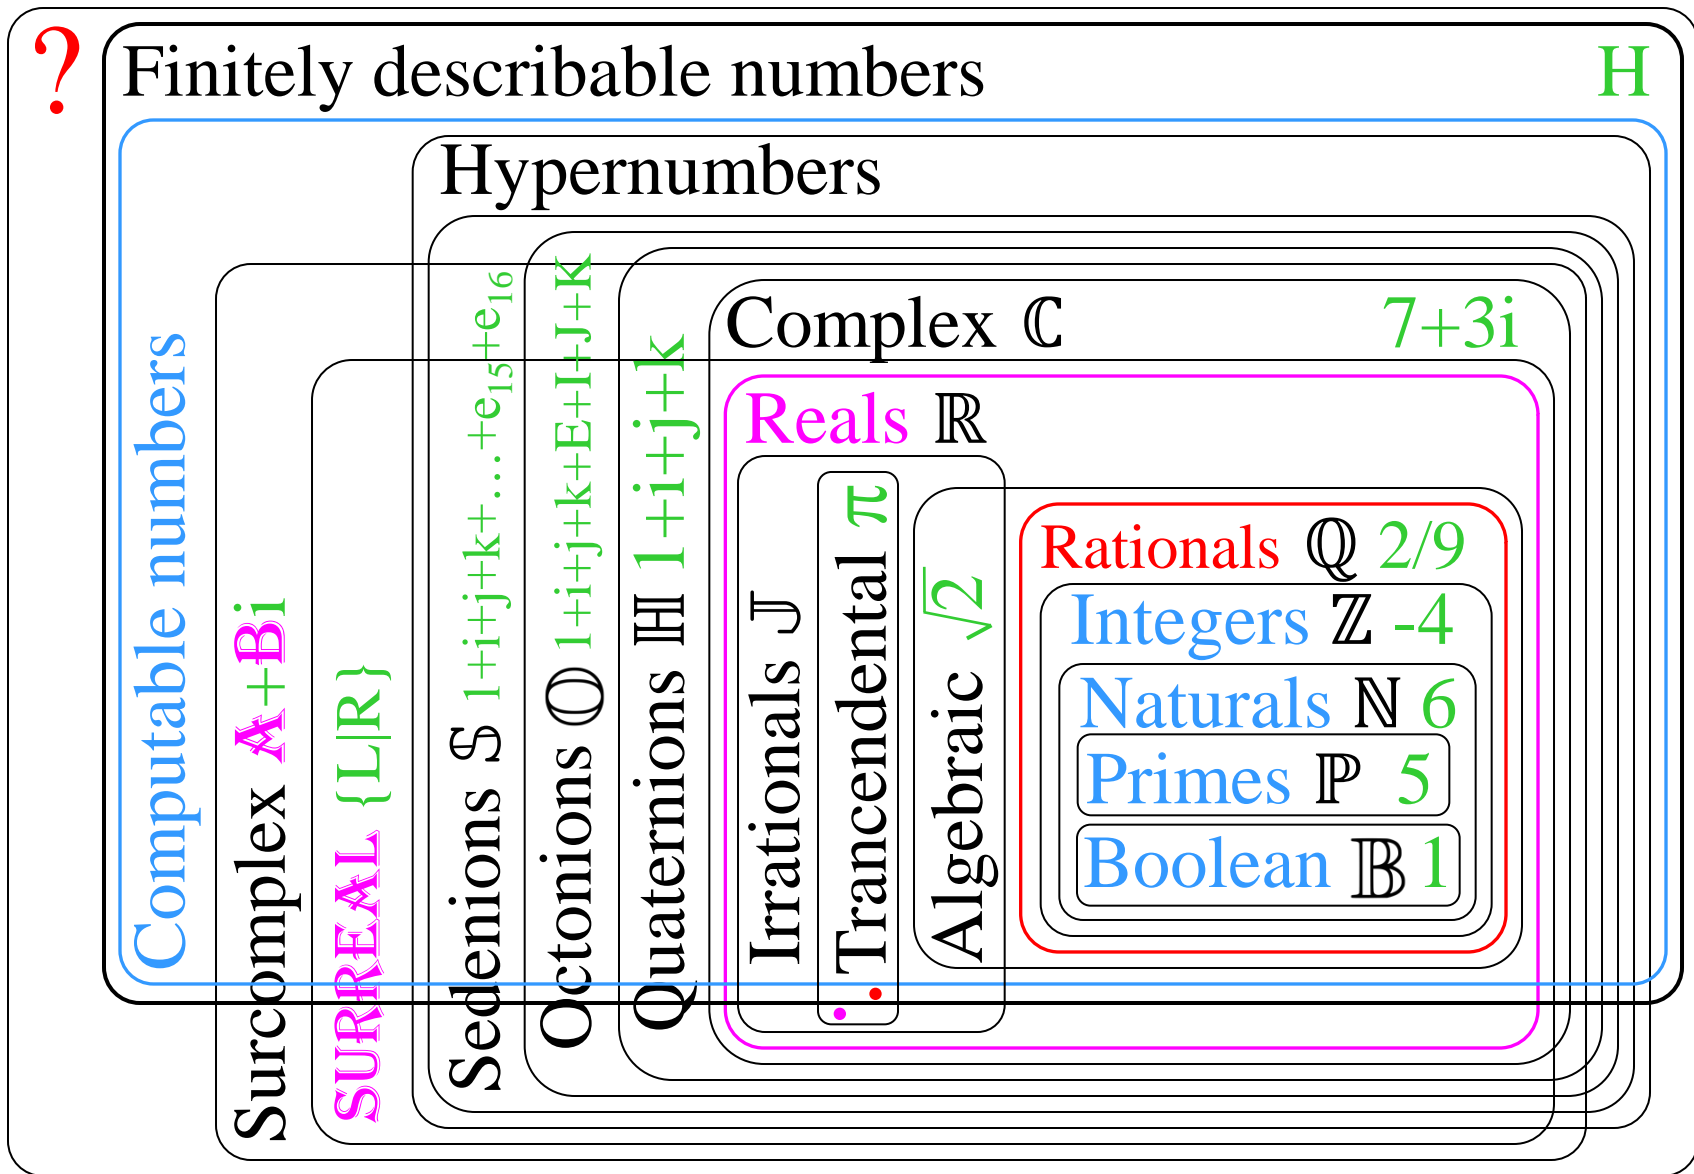 ?
Finitely describable numbers H
Hypernumbers
Computable numbers
Surcomplex A+Bi
SURREAL {L|R}
Sedenions 𝕊 1+i+j+k+…+e₁₅+e₁₆
Octonions 𝕆 1+i+j+k+E+I+J+K
Quaternions ℍ 1+i+j+k
Complex ℂ 7+3i
Reals ℝ
Irrationals 𝕁
Trancendental π
Algebraic √2
Rationals ℚ 2/9
Integers ℤ -4
Naturals ℕ 6
Primes ℙ 5
Boolean 𝔹 1